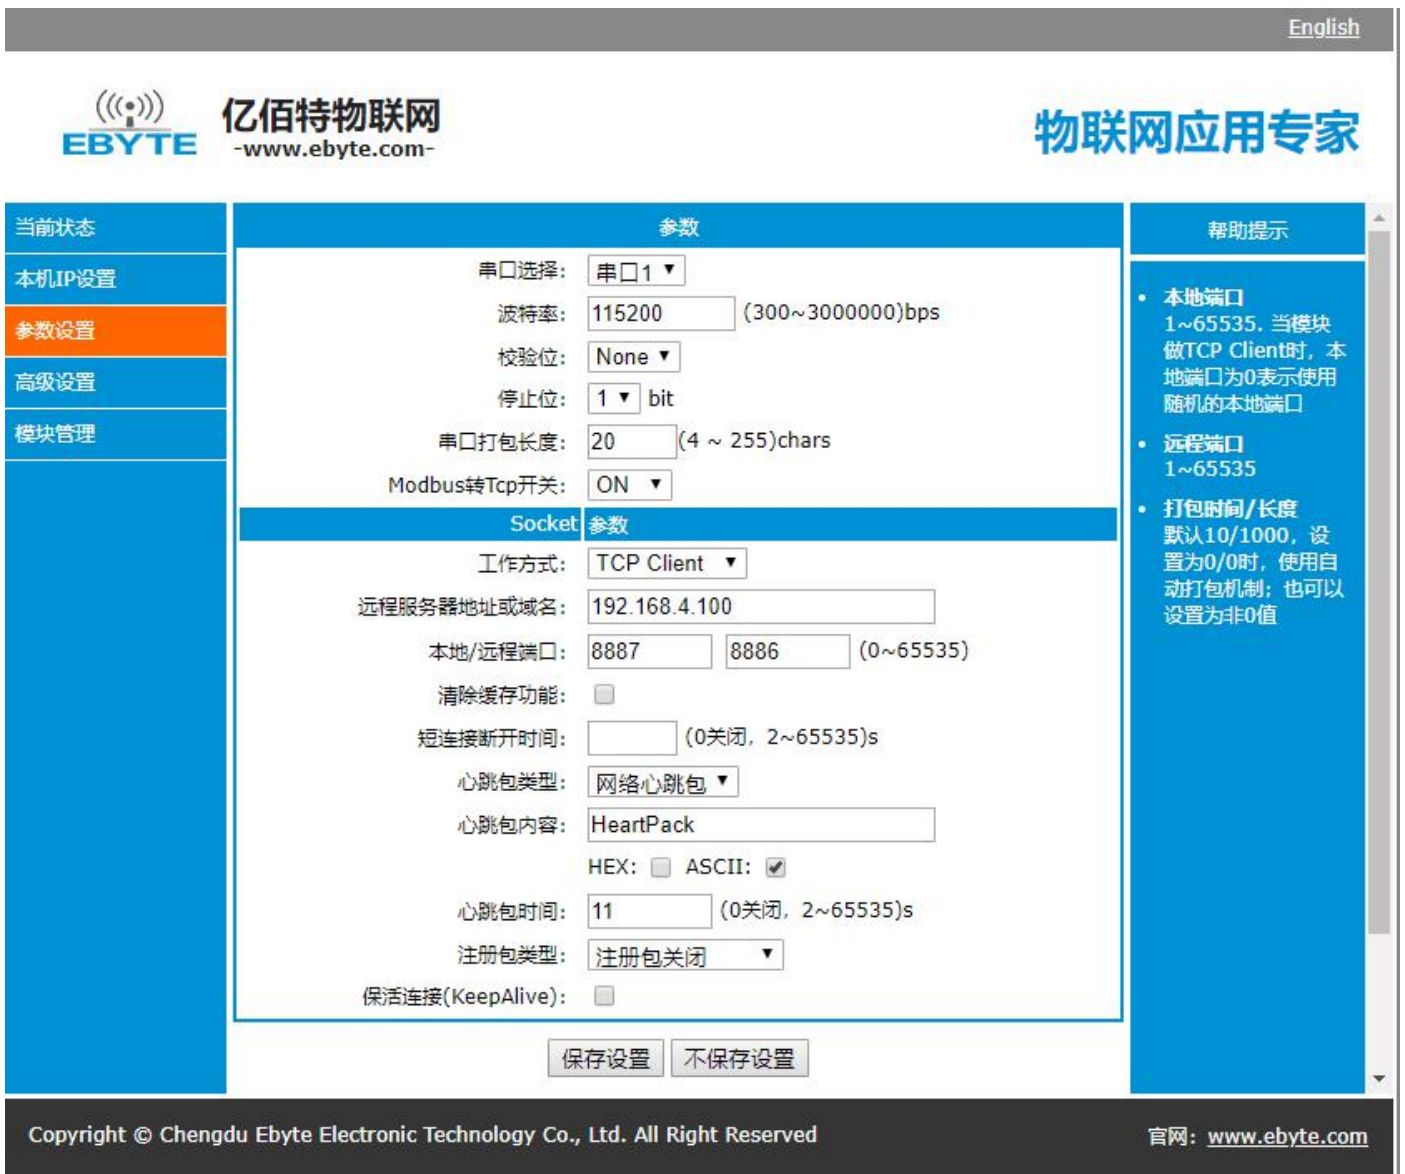 English
EBYTE
亿佰特物联网
-www.ebyte.com-
物联网应用专家
当前状态
本机IP设置
参数设置
高级设置
模块管理
参数
串口选择: 串口1
波特率: 115200 (300~3000000)bps
校验位: None
停止位: 1 bit
串口打包长度: 20 (4 ~ 255)chars
Modbus转Tcp开关: ON
Socket 参数
工作方式: TCP Client
远程服务器地址或域名: 192.168.4.100
本地/远程端口: 8887 8886 (0~65535)
清除缓存功能:
短连接断开时间: (0关闭, 2~65535)s
心跳包类型: 网络心跳包
心跳包内容: HeartPack
HEX: ASCII:
心跳包时间: 11 (0关闭, 2~65535)s
注册包类型: 注册包关闭
保活连接(KeepAlive):
保存设置 不保存设置
帮助提示
• 本地端口
1~65535. 当模块
做TCP Client时, 本
地端口为0表示使用
随机的本地端口
• 远程端口
1~65535
• 打包时间/长度
默认10/1000, 设
置为0/0时, 使用自
动打包机制; 也可以
设置为非0值
Copyright © Chengdu Ebyte Electronic Technology Co., Ltd. All Right Reserved
官网: www.ebyte.com